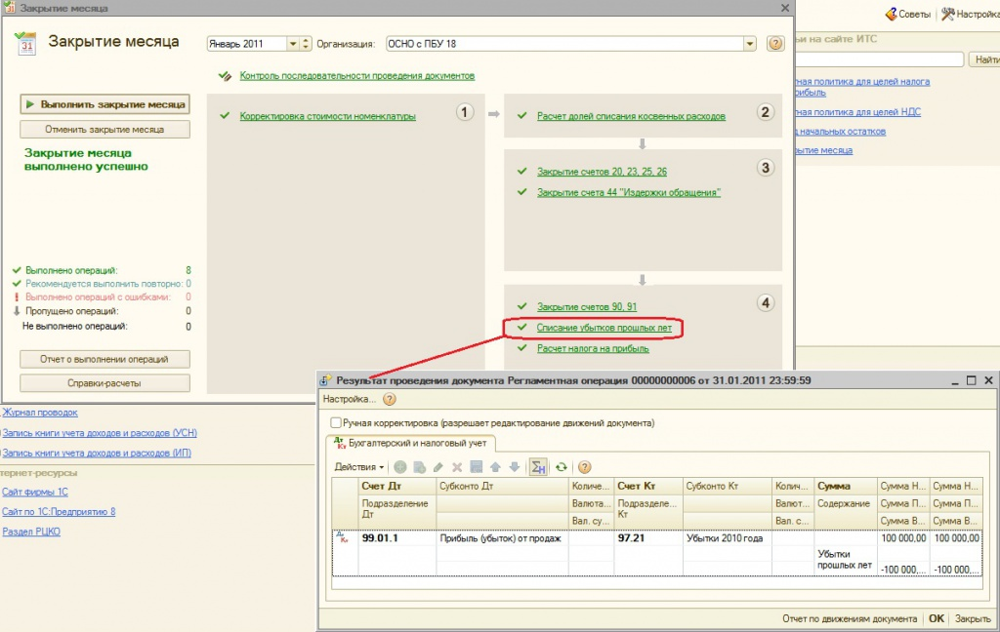 Закрытие месяца
Советы
Настройка
Закрытие месяца
Январь 2011
Организация:
ОСНО с ПБУ 18
ьи на сайте ИТС
Найти
Контроль последовательности проведения документов
тная политика для целей налога
рибыль
тная политика для целей НДС
д начальных остатков
рытие месяца
Выполнить закрытие месяца
Отменить закрытие месяца
Закрытие месяца
выполнено успешно
Корректировка стоимости номенклатуры
1
Расчет долей списания косвенных расходов
2
3
Закрытие счетов 20, 23, 25, 26
Закрытие счета 44 "Издержки обращения"
Выполнено операций: 8
Рекомендуется выполнить повторно: 0
Выполнено операций с ошибками: 0
Пропущено операций: 0
Не выполнено операций: 0
4
Закрытие счетов 90, 91
Списание убытков прошлых лет
Расчет налога на прибыль
Отчет о выполнении операций
Справки-расчеты
Журнал проводок
Запись книги учета доходов и расходов (УСН)
Запись книги учета доходов и расходов (ИП)
тернет-ресурсы
Сайт фирмы 1С
Сайт по 1С:Предприятию 8
Раздел РЦКО
Результат проведения документа Регламентная операция 00000000006 от 31.01.2011 23:59:59
Настройка...
Ручная корректировка (разрешает редактирование движений документа)
Бухгалтерский и налоговый учет
Действия
Счет Дт Субконто Дт Количе... Счет Кт Субконто Кт Колич... Сумма Сумма Н... Сумма Н...
Подразделение Дт Валюта... Подразделе... Кт Валют... Содержание Сумма П... Сумма П...
Вал. су... Вал. с... Сумма В... Сумма В...
99.01.1 Прибыль (убыток) от продаж 97.21 Убытки 2010 года 100 000,00 100 000,00
Убытки
прошлых лет -100 000,... -100 000,...
Отчет по движениям документа
OK
Закрыть